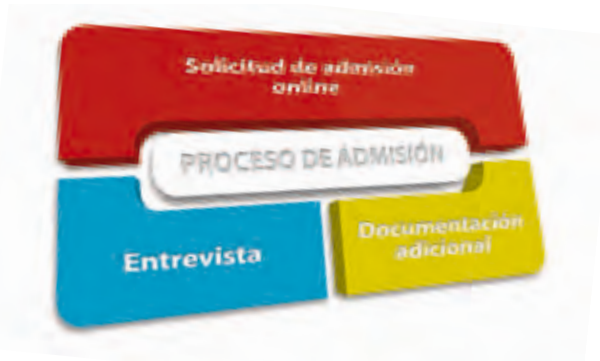 Solicitud de admisión
online
PROCESO DE ADMISIÓN
Entrevista
Documentación
adicional